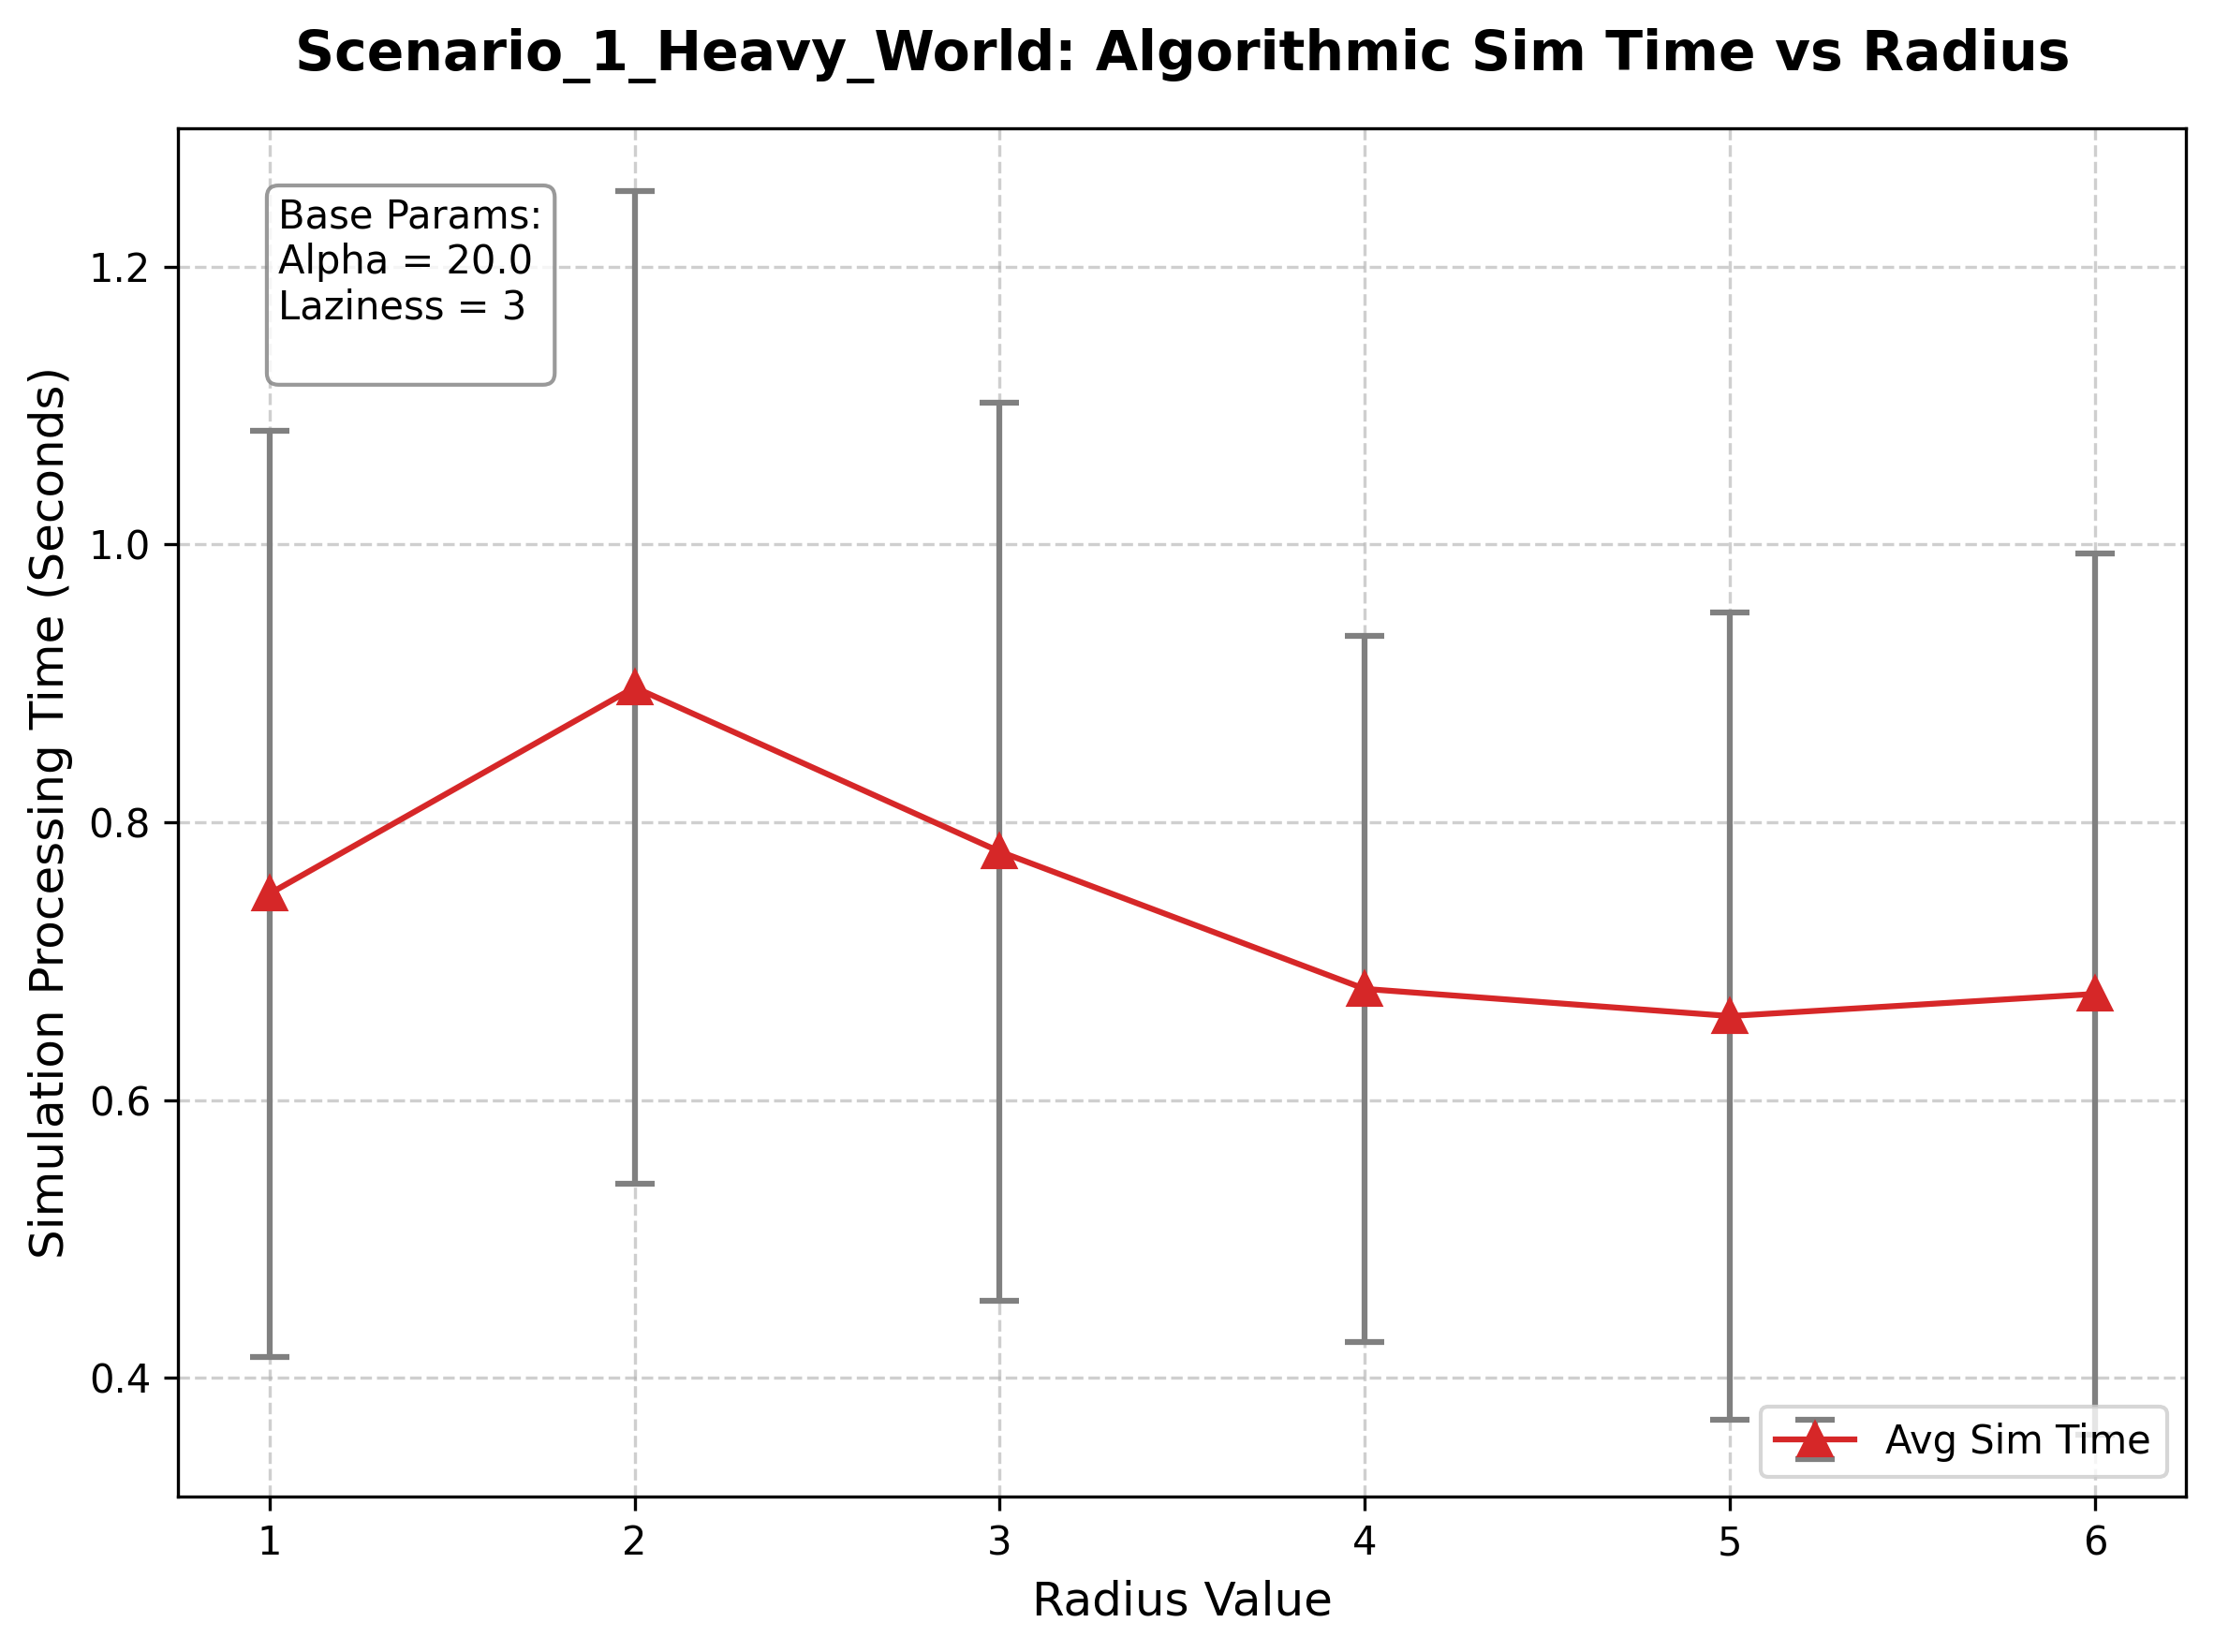 Scenario_1_Heavy_World: Algorithmic Sim Time vs Radius
Base Params:
Alpha = 20.0
Laziness = 3
Simulation Processing Time (Seconds)
1.2
1.0
0.8
0.6
0.4
Avg Sim Time
1 2 3 4 5 6
Radius Value